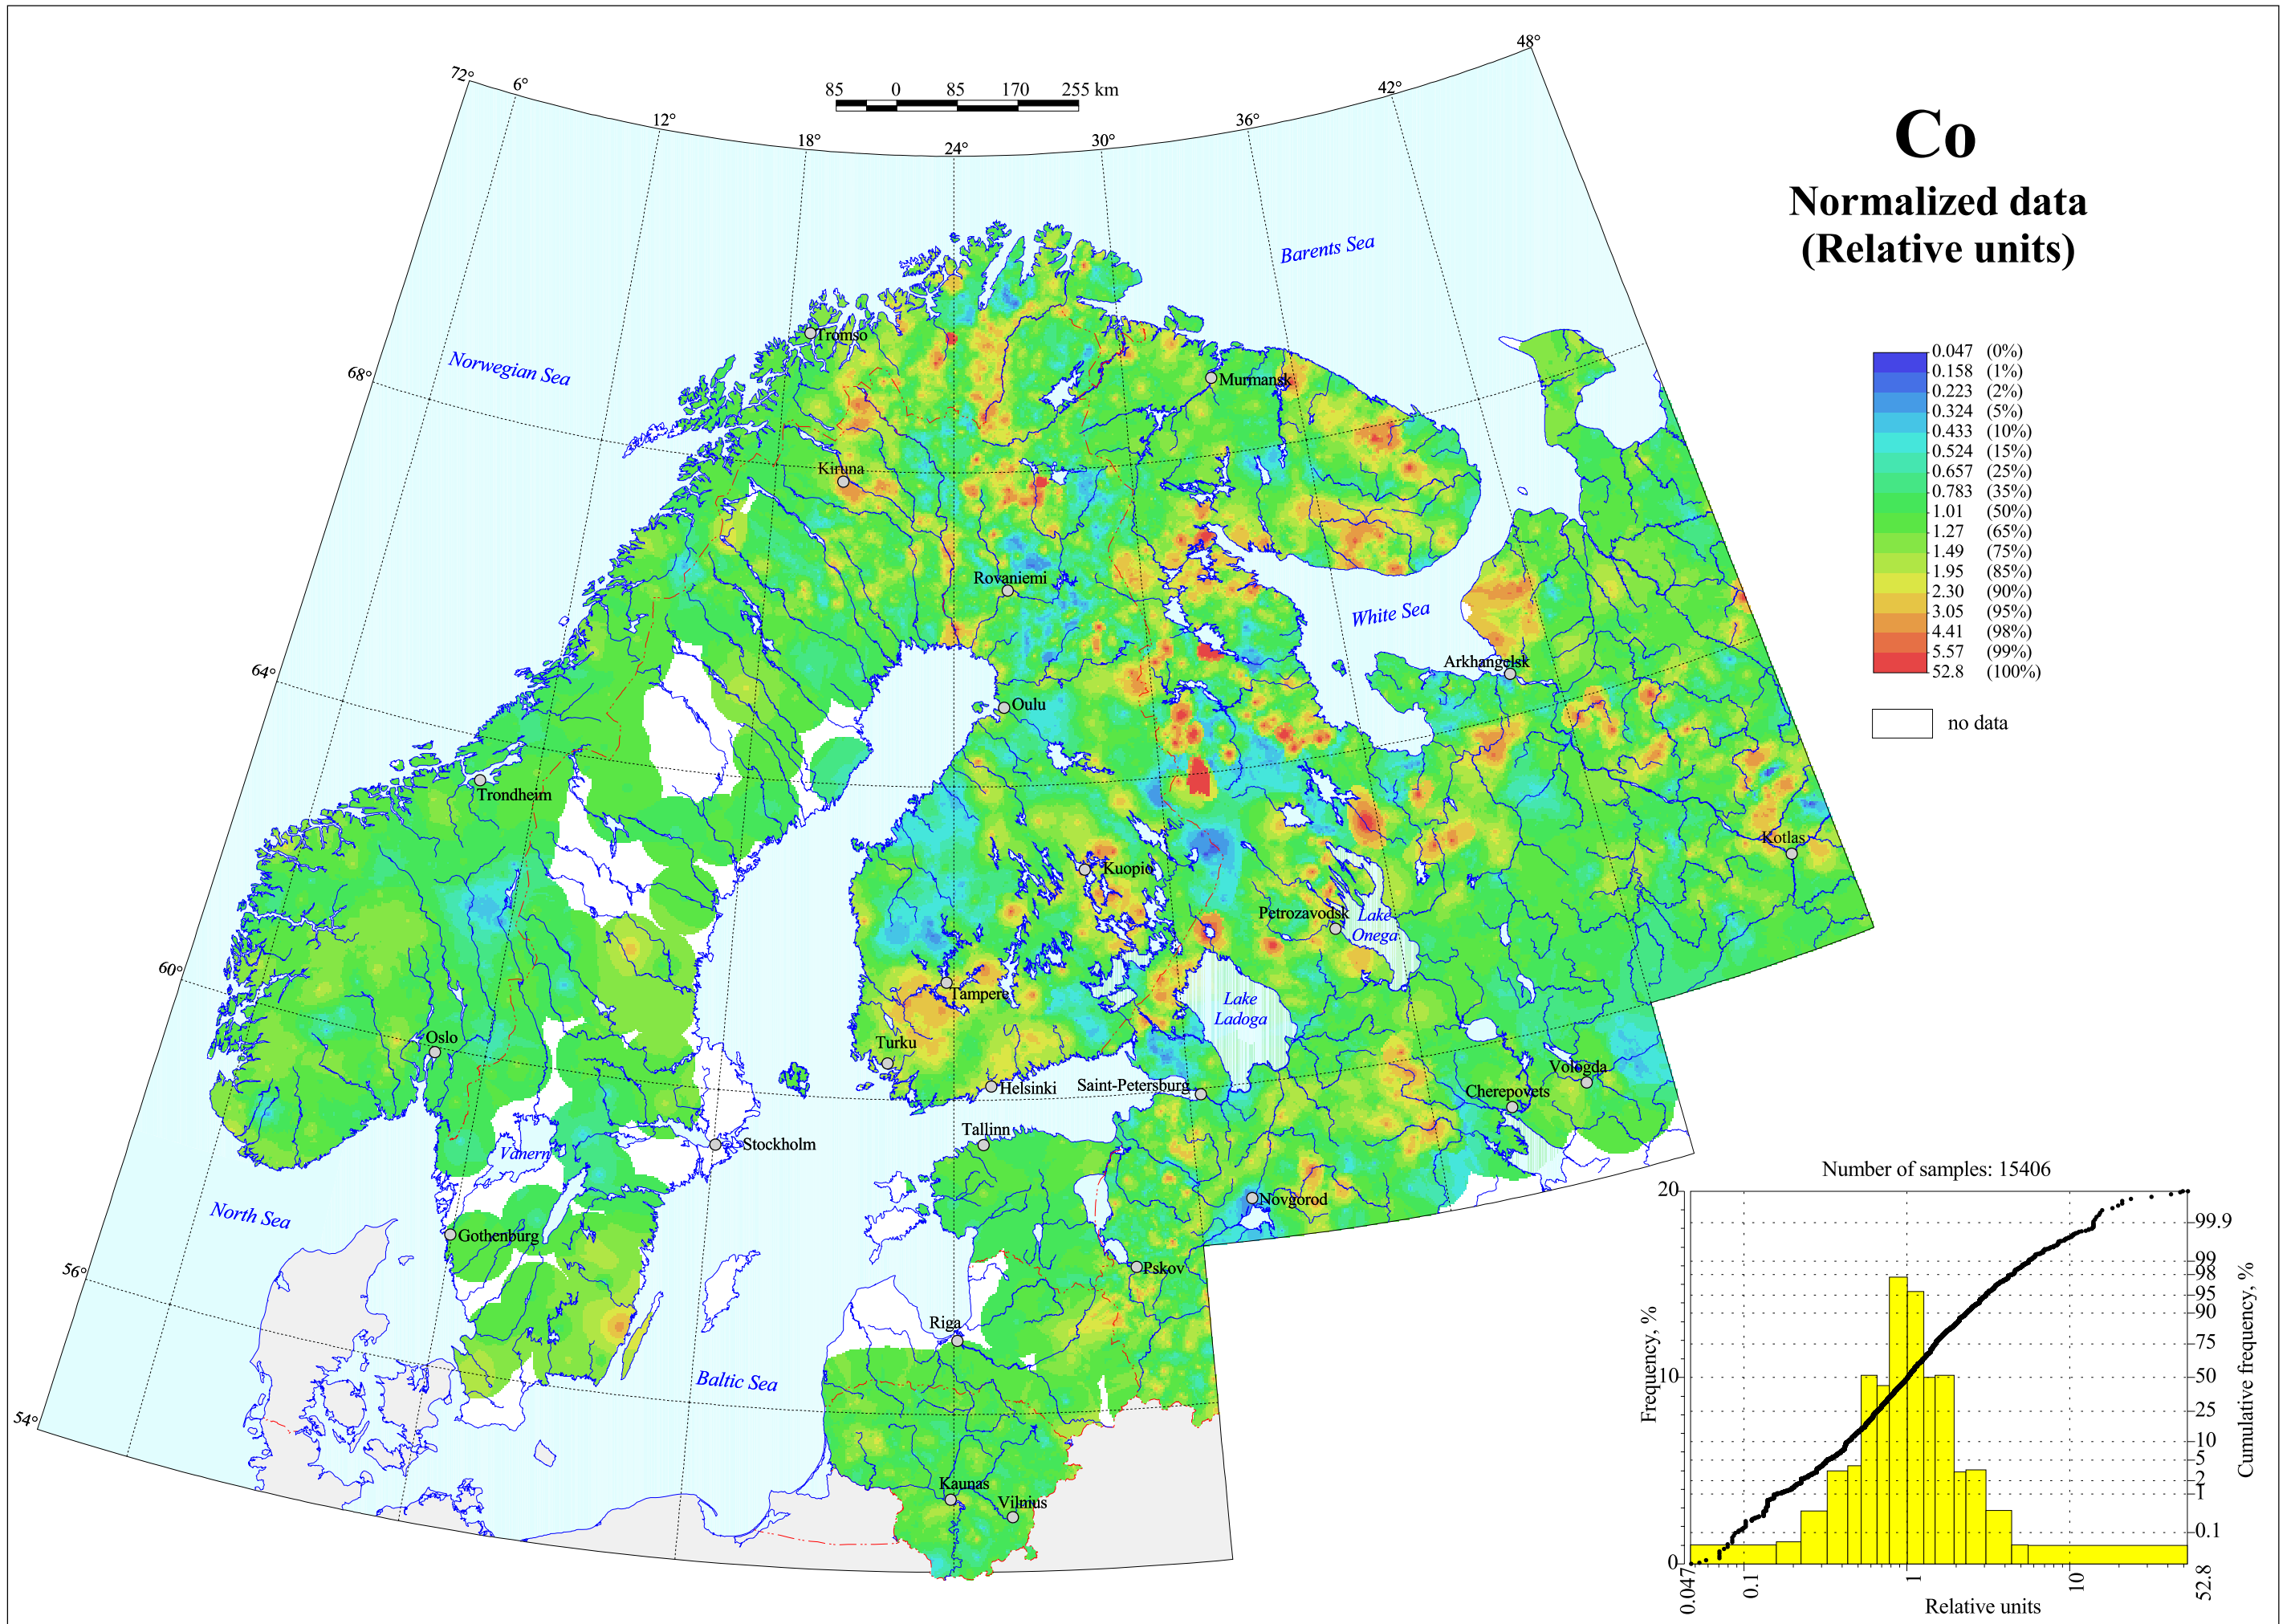 48°
72°
6°
85 0 85 170 255 km
42°
12°
36°
18°
30°
24°
Co
Normalized data
(Relative units)
Barents Sea
Tromso
Norwegian Sea
68°
Murmansk
0.047 (0%)
0.158 (1%)
0.223 (2%)
0.324 (5%)
0.433 (10%)
0.524 (15%)
0.657 (25%)
0.783 (35%)
1.01 (50%)
1.27 (65%)
1.49 (75%)
1.95 (85%)
2.30 (90%)
3.05 (95%)
4.41 (98%)
5.57 (99%)
52.8 (100%)
no data
Kiruna
Rovaniemi
White Sea
Arkhangelsk
64°
Oulu
Trondheim
Kotlas
Kuopio
Petrozavodsk
Lake
Onega
60°
Tampere
Lake
Ladoga
Oslo
Turku
Helsinki
Saint-Petersburg
Vologda
Cherepovets
Tallinn
Stockholm
Vanern
Novgorod
North Sea
Gothenburg
Pskov
56°
Riga
Baltic Sea
54°
Kaunas
Vilnius
Number of samples: 15406
20
10
0
Frequency, %
99.9
99
98
95
90
75
50
25
10
5
2
1
0.1
Cumulative frequency, %
0.047
0.1
1
10
52.8
Relative units